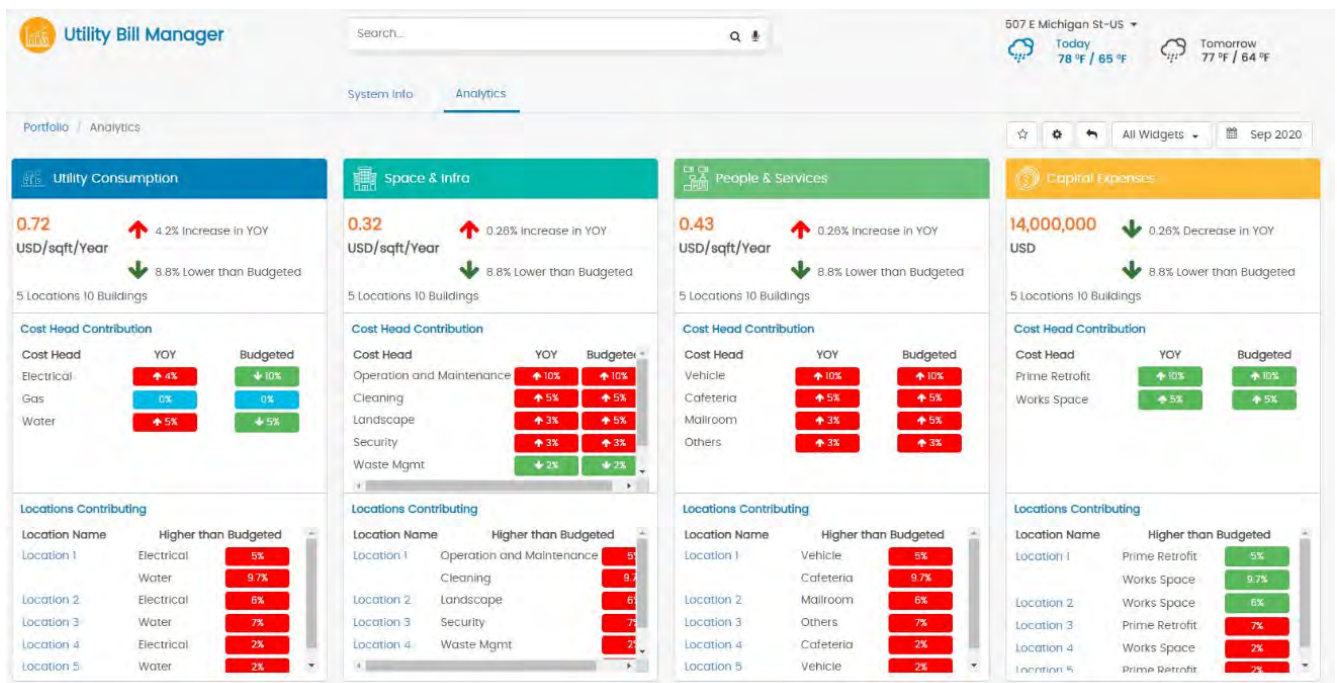 Utility Bill Manager
Search...
507 E Michigan St-US
Today
78 °F / 65 °F
Tomorrow
77 °F / 64 °F
System Info Analytics
Portfolio / Analytics
All Widgets
Sep 2020
Utility Consumption
0.72
USD/sqft/Year
4.2% Increase in YOY
8.8% Lower than Budgeted
5 Locations 10 Buildings
Cost Head Contribution
Cost Head YOY Budgeted
Electrical 4% 10%
Gas 0% 0%
Water 5% 5%
Locations Contributing
Location Name Higher than Budgeted
Location 1 Electrical 5%
Water 9.7%
Location 2 Electrical 6%
Location 3 Water 7%
Location 4 Electrical 2%
Location 5 Water 2%
Space & Infra
0.32
USD/sqft/Year
0.26% Increase in YOY
8.8% Lower than Budgeted
5 Locations 10 Buildings
Cost Head Contribution
Cost Head YOY Budgete
Operation and Maintenance 10% 10%
Cleaning 5% 5%
Landscape 3% 5%
Security 3% 3%
Waste Mgmt 2% 2%
Locations Contributing
Location Name Higher than Budgeted
Location 1 Operation and Maintenance 5
Cleaning 9.7
Location 2 Landscape 6
Location 3 Security 7
Location 4 Waste Mgmt 2
People & Services
0.43
USD/sqft/Year
0.26% Increase in YOY
8.8% Lower than Budgeted
5 Locations 10 Buildings
Cost Head Contribution
Cost Head YOY Budgeted
Vehicle 10% 10%
Cafeteria 5% 5%
Mailroom 3% 5%
Others 3% 3%
Locations Contributing
Location Name Higher than Budgeted
Location 1 Vehicle 5%
Cafeteria 9.7%
Location 2 Mailroom 6%
Location 3 Others 7%
Location 4 Cafeteria 2%
Location 5 Vehicle 2%
Capital Expenses
14,000,000
USD
0.26% Decrease in YOY
8.8% Lower than Budgeted
5 Locations 10 Buildings
Cost Head Contribution
Cost Head YOY Budgeted
Prime Retrofit 10% 10%
Works Space 5% 5%
Locations Contributing
Location Name Higher than Budgeted
Location 1 Prime Retrofit 5%
Works Space 9.7%
Location 2 Works Space 6%
Location 3 Prime Retrofit 7%
Location 4 Works Space 2%
Location 5 Prime Retrofit 2%